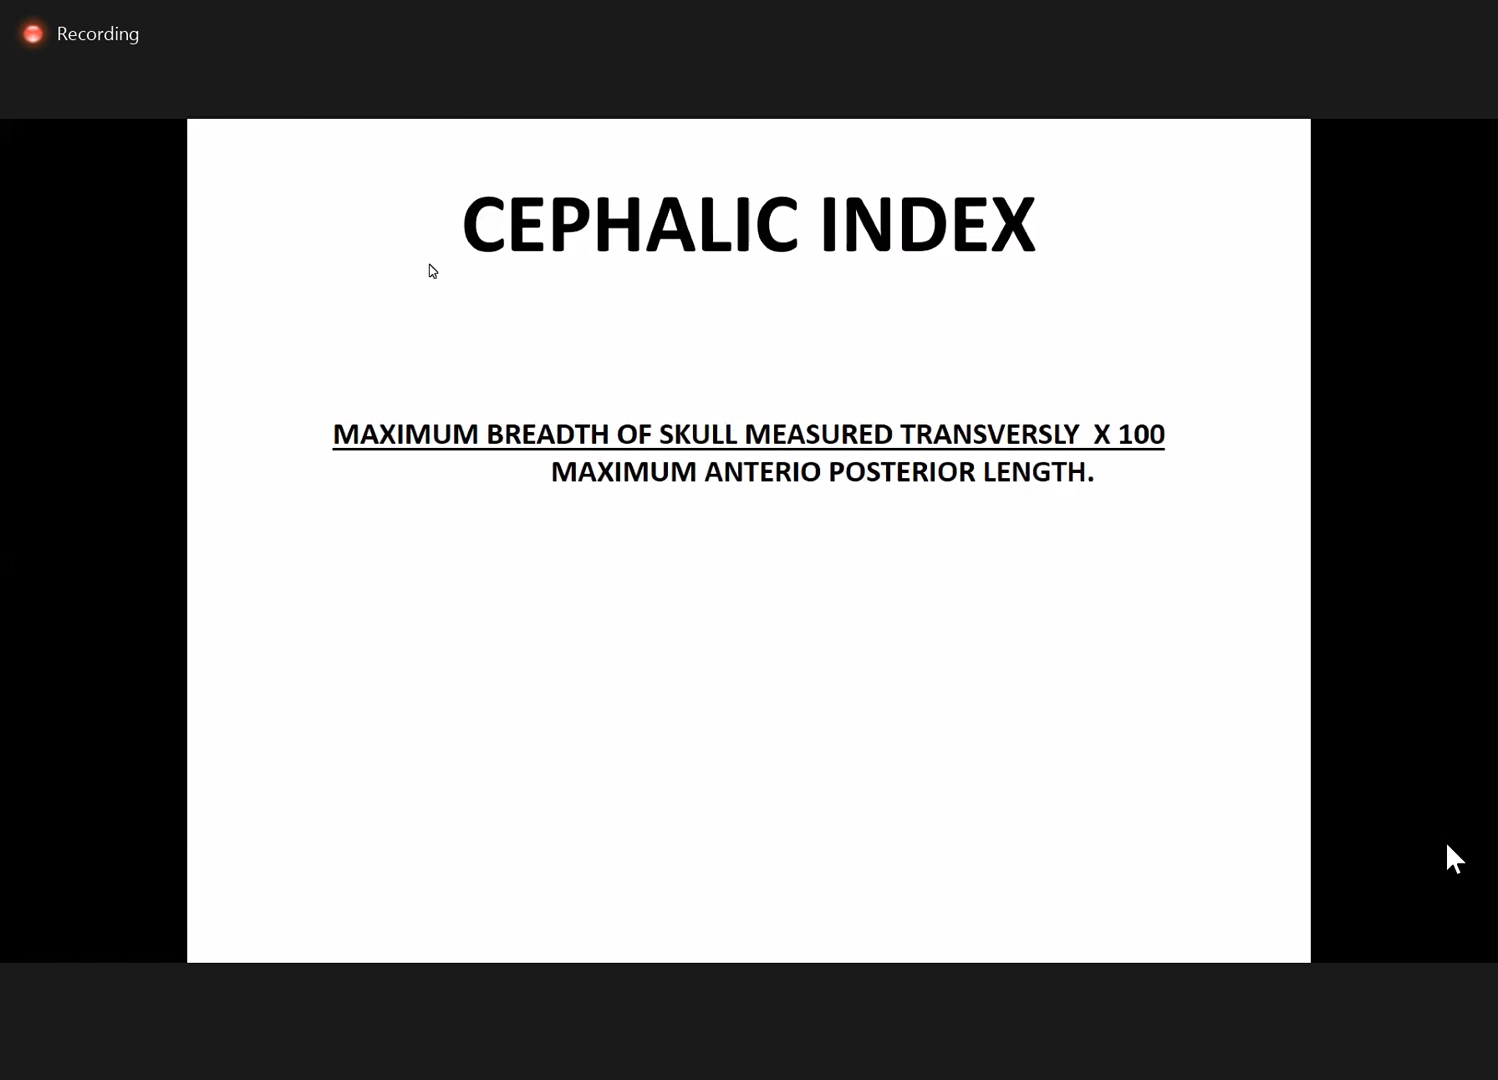 Recording
CEPHALIC INDEX
MAXIMUM BREADTH OF SKULL MEASURED TRANSVERSLY  X 100
MAXIMUM ANTERIO POSTERIOR LENGTH.